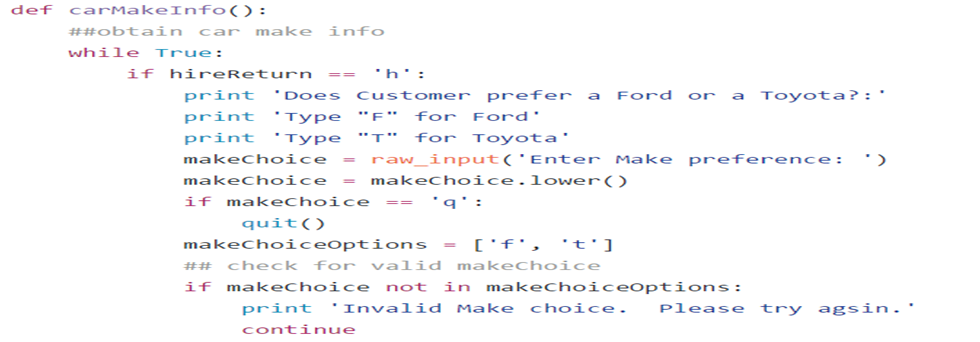 def carMakeInfo():
    ##obtain car make info
    while True:
        if hireReturn == 'h':
            print 'Does Customer prefer a Ford or a Toyota?:'
            print 'Type "F" for Ford'
            print 'Type "T" for Toyota'
            makeChoice = raw_input('Enter Make preference: ')
            makeChoice = makeChoice.lower()
            if makeChoice == 'q':
                quit()
            makeChoiceOptions = ['f', 't']
            ## check for valid makeChoice
            if makeChoice not in makeChoiceOptions:
                print 'Invalid Make choice.  Please try agsin.'
                continue